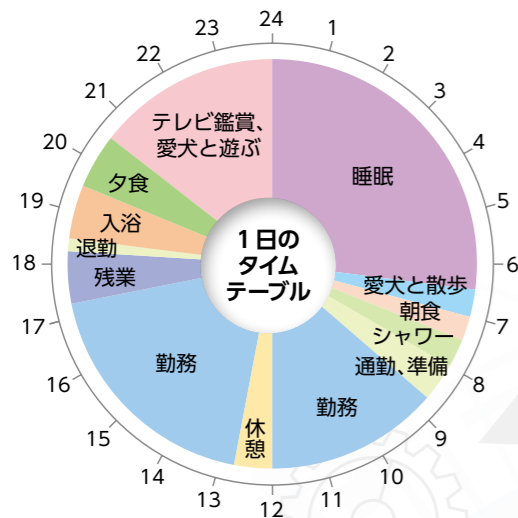 24
1
2
3
4
5
6
7
8
9
10
11
12
13
14
15
16
17
18
19
20
21
22
23
1日の
タイム
テーブル
睡眠
愛犬と散歩
朝食
シャワー
通勤、準備
勤務
休
憩
勤務
残業
退勤
入浴
夕食
テレビ鑑賞、
愛犬と遊ぶ